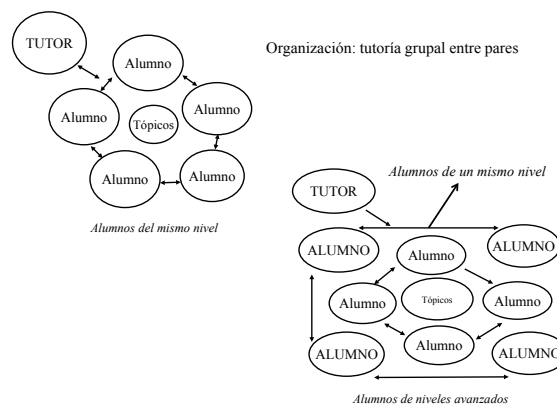 Organización: tutoría grupal entre pares
TUTOR
Alumno
Alumno
Alumno
Tópicos
Alumno
Alumno
Alumnos del mismo nivel
Alumnos de un mismo nivel
TUTOR
ALUMNO
ALUMNO
Alumno
Alumno
Tópicos
Alumno
Alumno
ALUMNO
ALUMNO
Alumnos de niveles avanzados